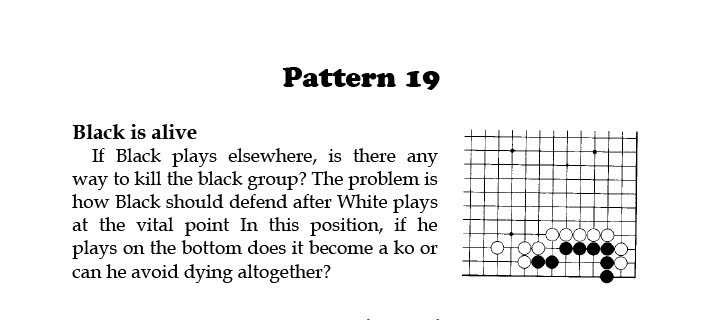 Pattern 19
Black is alive
If Black plays elsewhere, is there any
way to kill the black group? The problem is
how Black should defend after White plays
at the vital point In this position, if he
plays on the bottom does it become a ko or
can he avoid dying altogether?